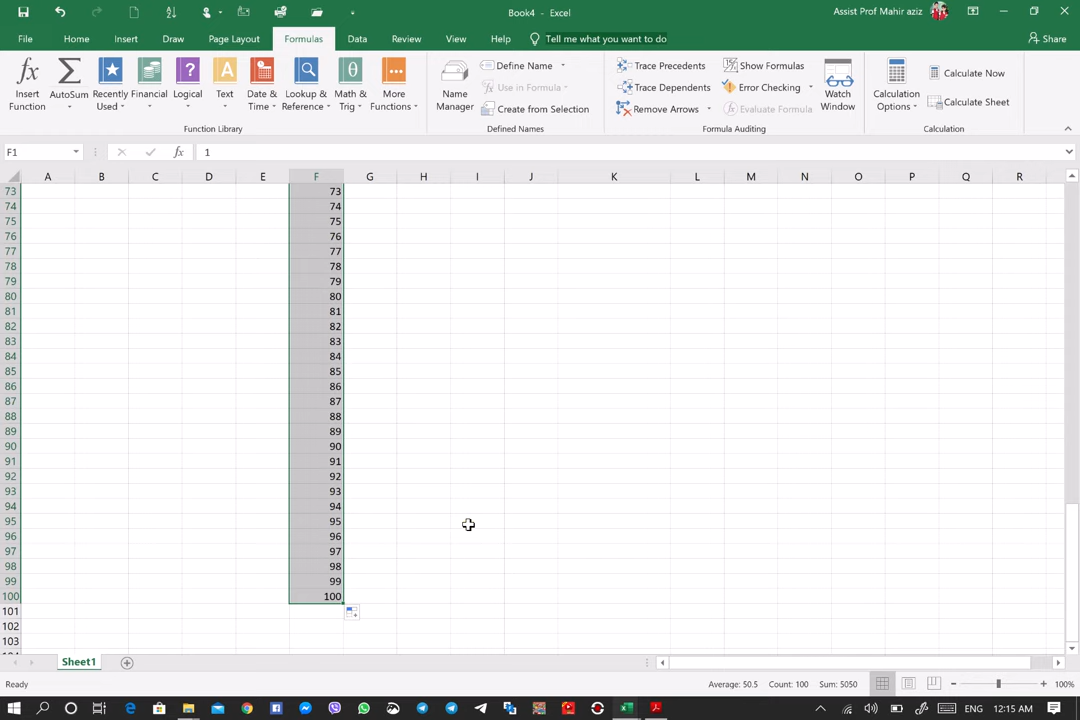 Book4 - Excel
Assist Prof Mahir aziz
File Home Insert Draw Page Layout Formulas Data Review View Help Tell me what you want to do Share
Insert Function
AutoSum
Recently Used
Financial
Logical
Text
Date & Time
Lookup & Reference
Math & Trig
More Functions
Function Library
Name Manager
Define Name
Use in Formula
Create from Selection
Defined Names
Trace Precedents
Trace Dependents
Remove Arrows
Show Formulas
Error Checking
Evaluate Formula
Watch Window
Formula Auditing
Calculation Options
Calculate Now
Calculate Sheet
Calculation
F1 fx 1
A B C D E F G H I J K L M N O P Q R
73 73
74 74
75 75
76 76
77 77
78 78
79 79
80 80
81 81
82 82
83 83
84 84
85 85
86 86
87 87
88 88
89 89
90 90
91 91
92 92
93 93
94 94
95 95
96 96
97 97
98 98
99 99
100 100
101
102
103
Sheet1
Ready Average: 50.5 Count: 100 Sum: 5050 100%
ENG 12:15 AM